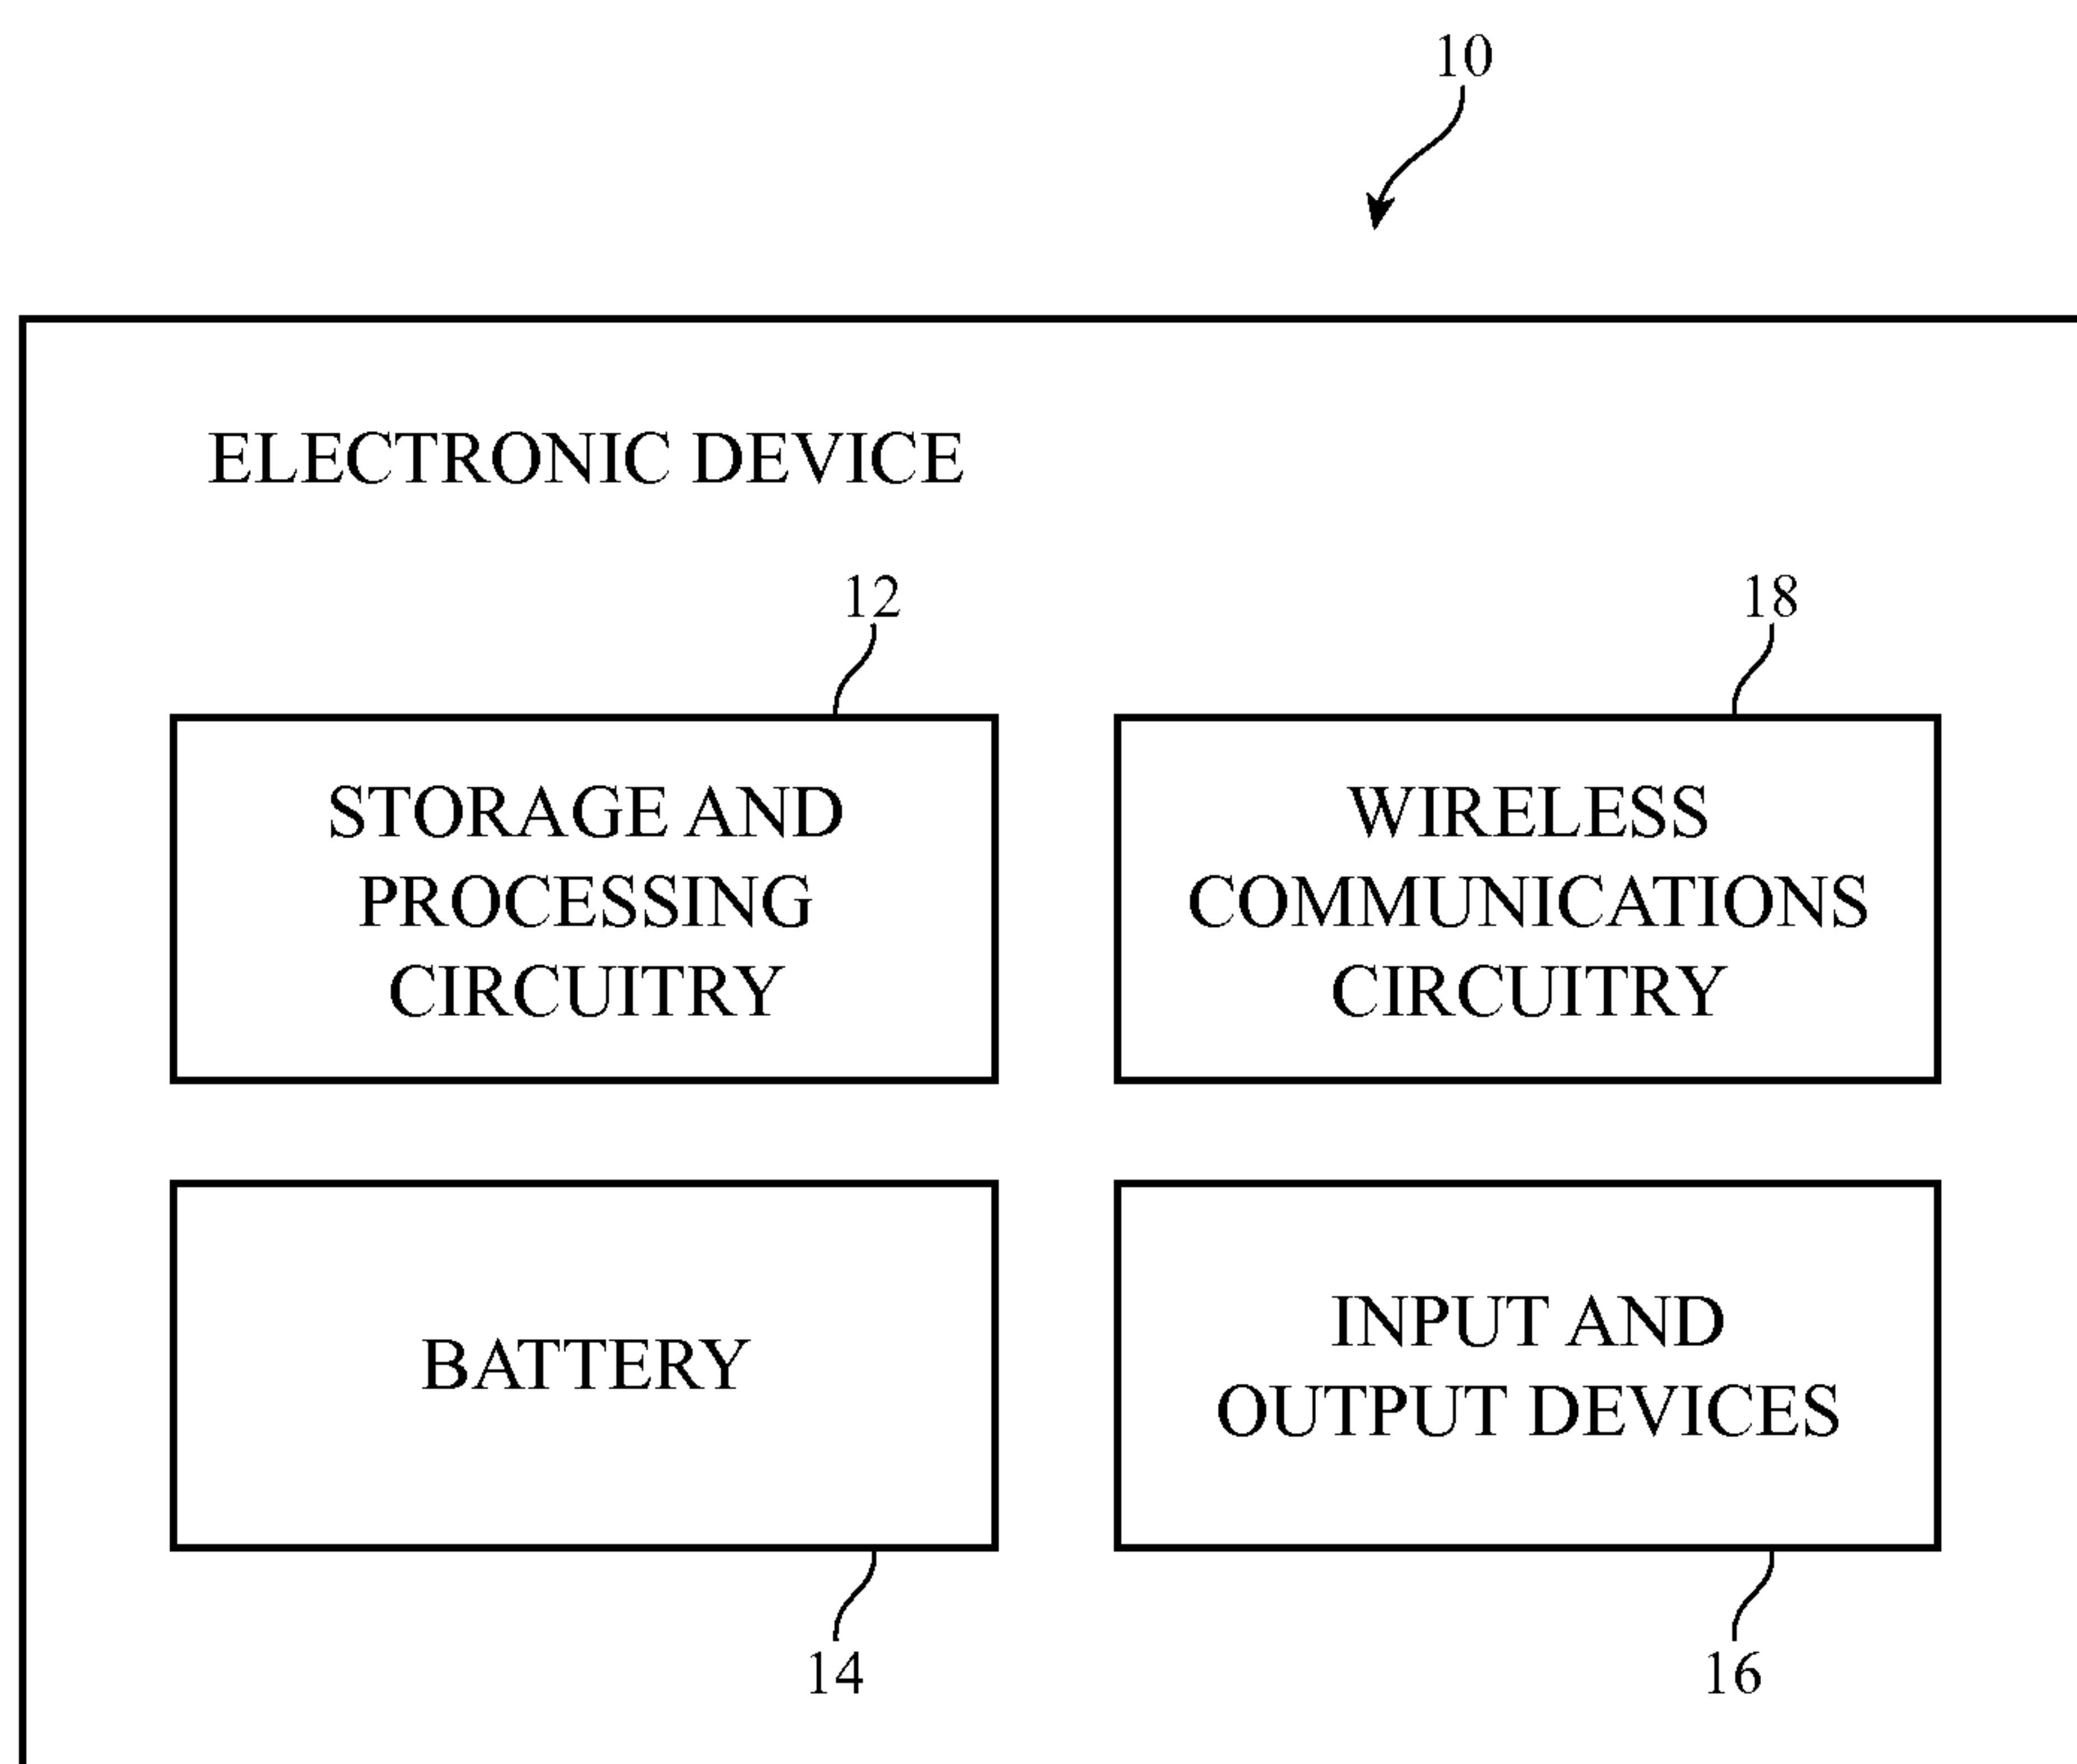 10
ELECTRONIC DEVICE
12
18
STORAGE AND
PROCESSING
CIRCUITRY
WIRELESS
COMMUNICATIONS
CIRCUITRY
BATTERY
INPUT AND
OUTPUT DEVICES
14
16